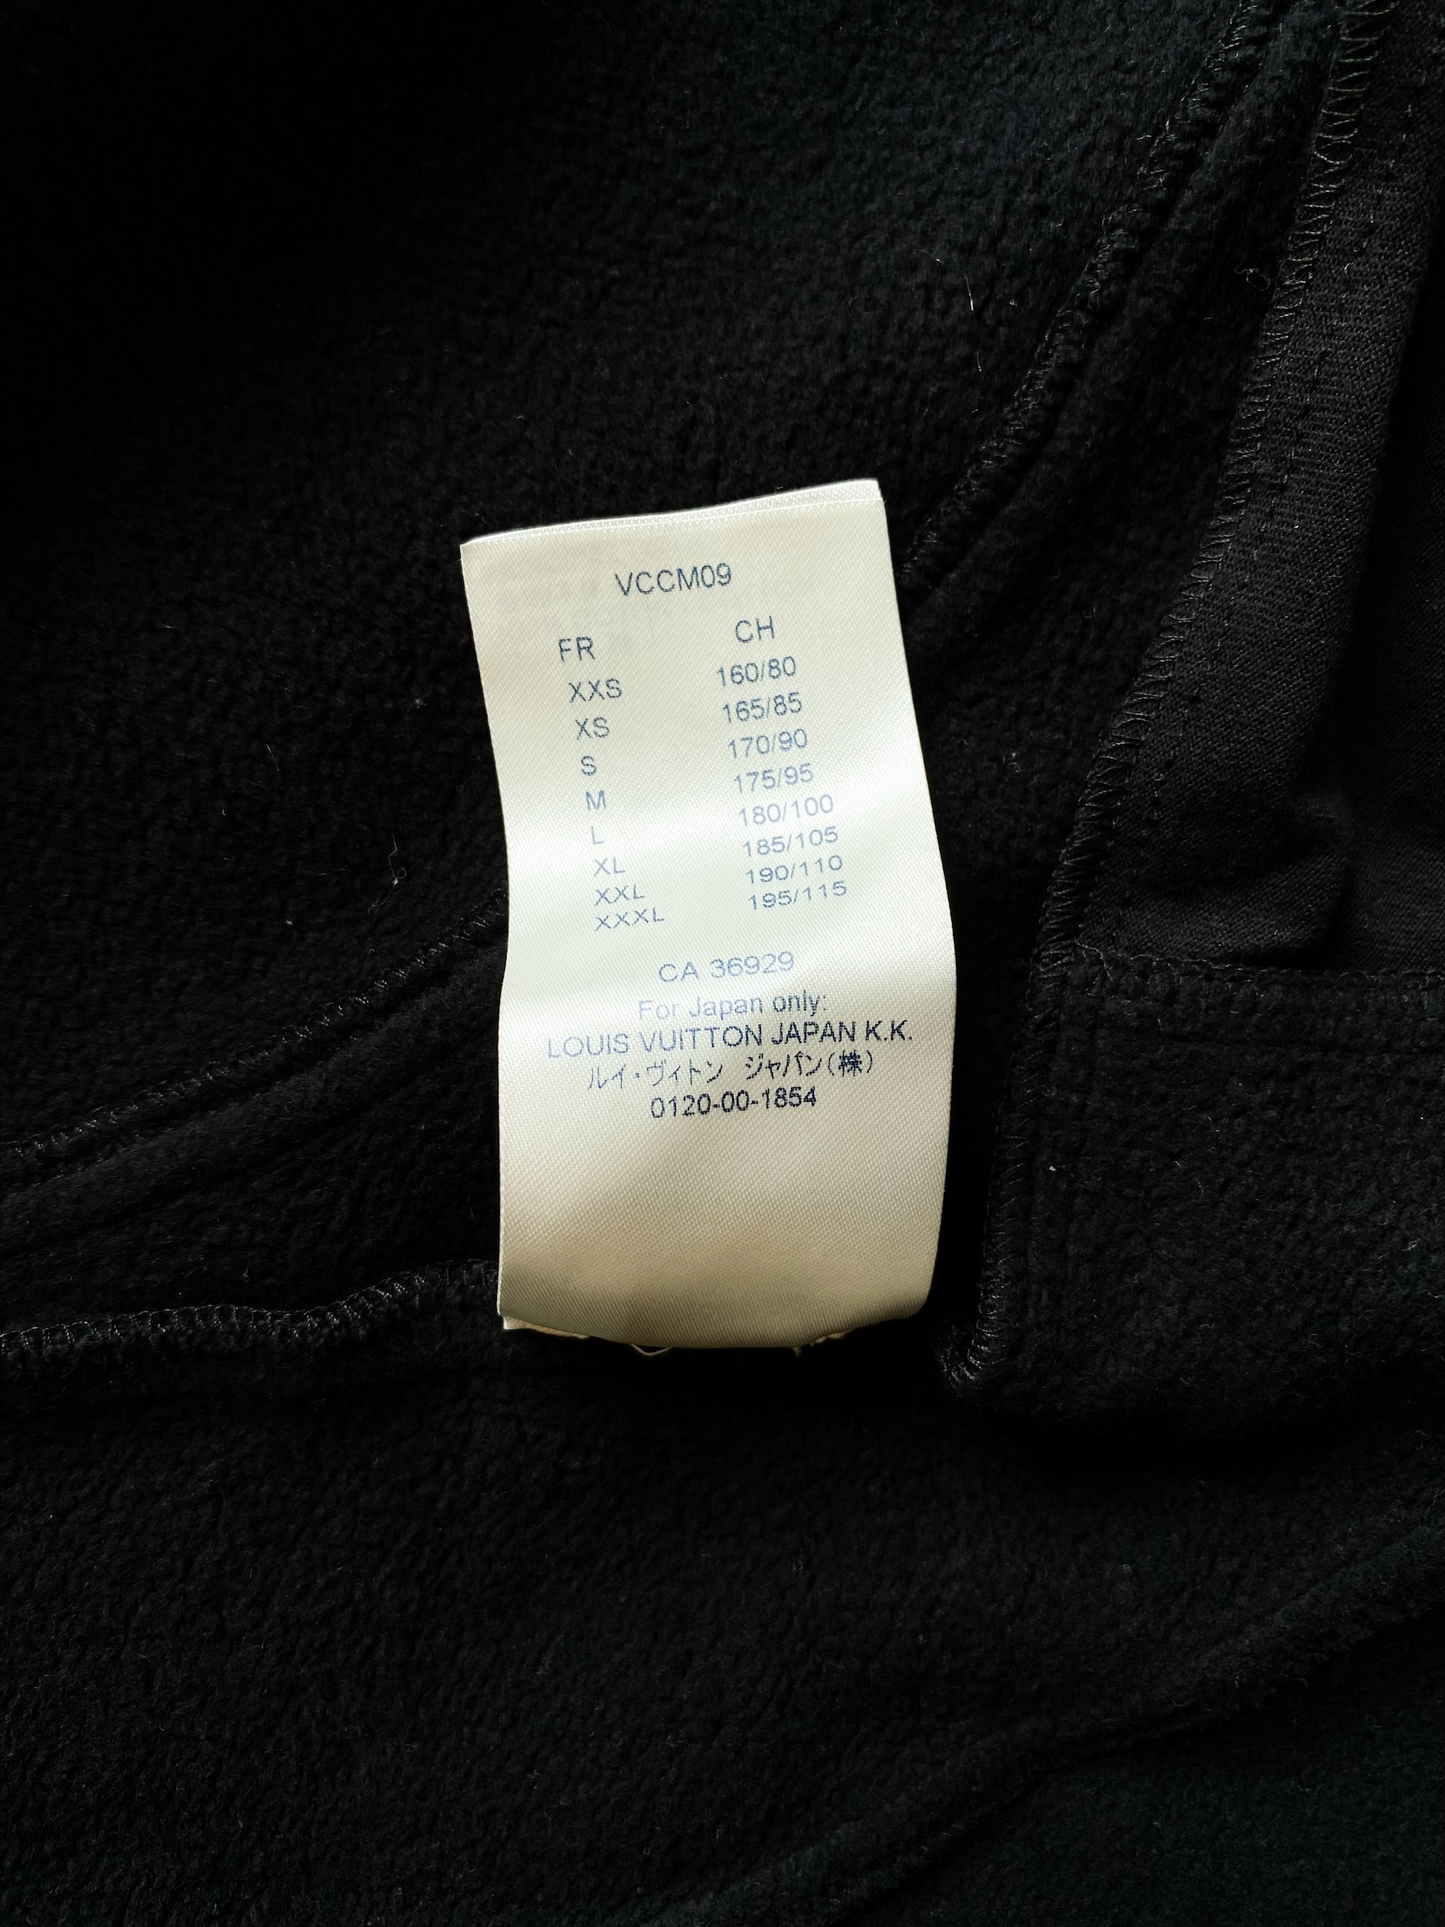 VCCM09
FR CH
XXS 160/80
XS 165/85
S 170/90
M 175/95
L 180/100
XL 185/105
XXL 190/110
XXXL 195/115
CA 36929
For Japan only:
LOUIS VUITTON JAPAN K.K.
ルイ・ヴィトン ジャパン(株)
0120-00-1854